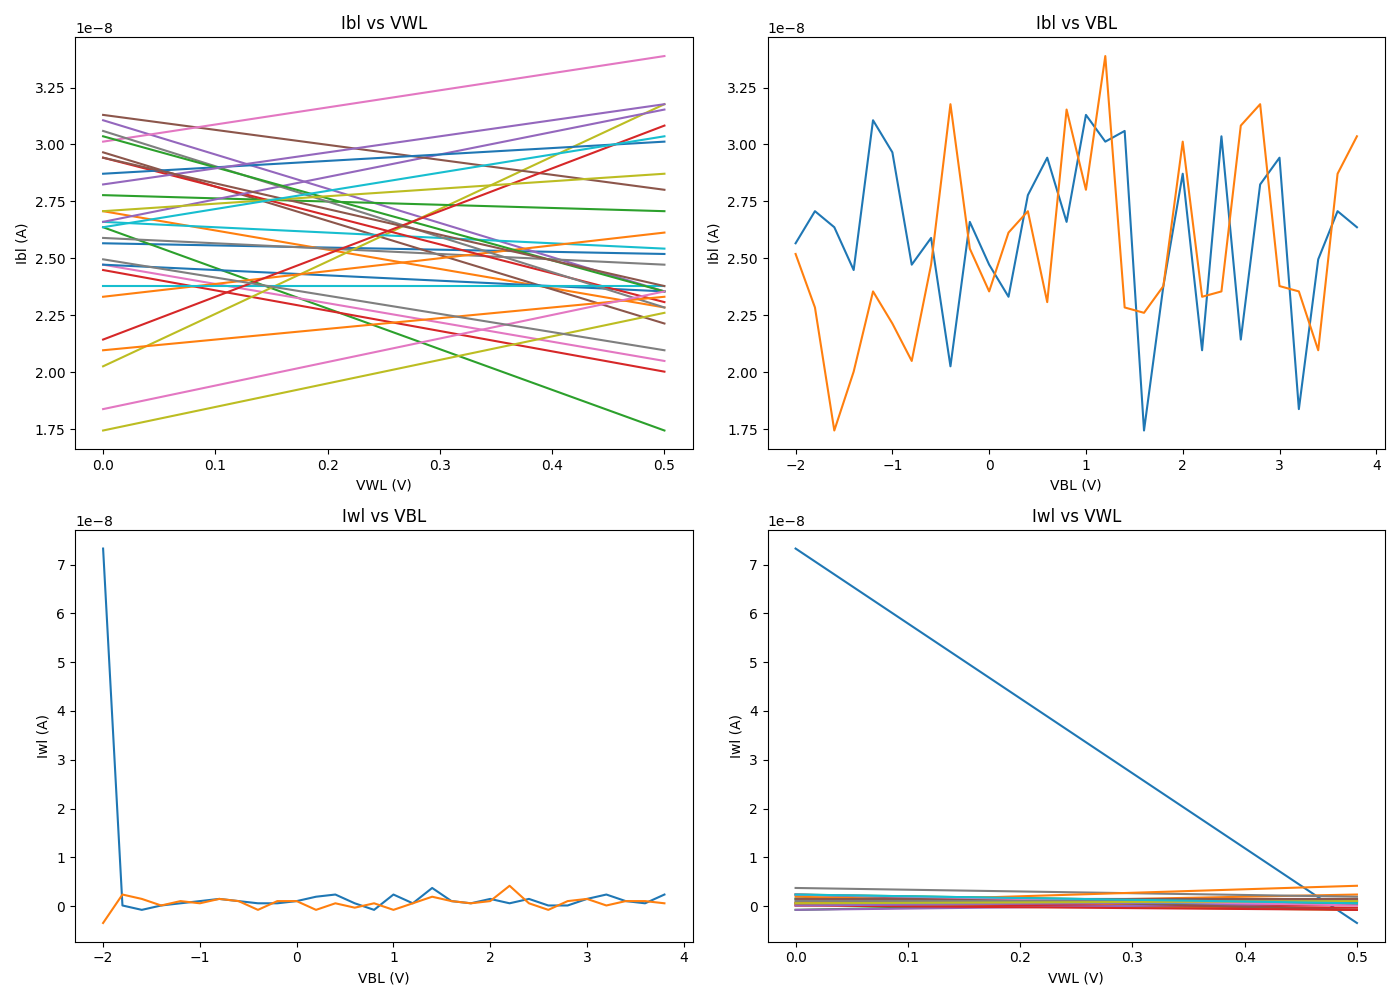 Ibl vs VWL
1e−8
Ibl (A)
3.25
3.00
2.75
2.50
2.25
2.00
1.75
0.0 0.1 0.2 0.3 0.4 0.5
VWL (V)
Ibl vs VBL
1e−8
Ibl (A)
3.25
3.00
2.75
2.50
2.25
2.00
1.75
−2 −1 0 1 2 3 4
VBL (V)
Iwl vs VBL
1e−8
Iwl (A)
7
6
5
4
3
2
1
0
−2 −1 0 1 2 3 4
VBL (V)
Iwl vs VWL
1e−8
Iwl (A)
7
6
5
4
3
2
1
0
0.0 0.1 0.2 0.3 0.4 0.5
VWL (V)